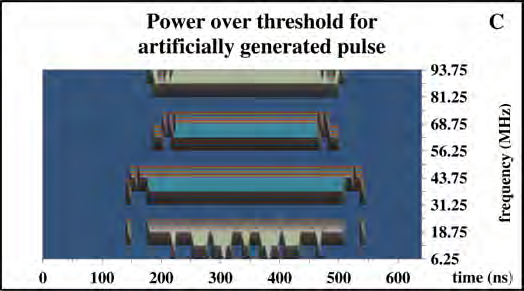 Power over threshold for
artificially generated pulse
C
93.75
81.25
68.75
56.25
43.75
31.25
18.75
6.25
frequency (MHz)
0 100 200 300 400 500 600 time (ns)